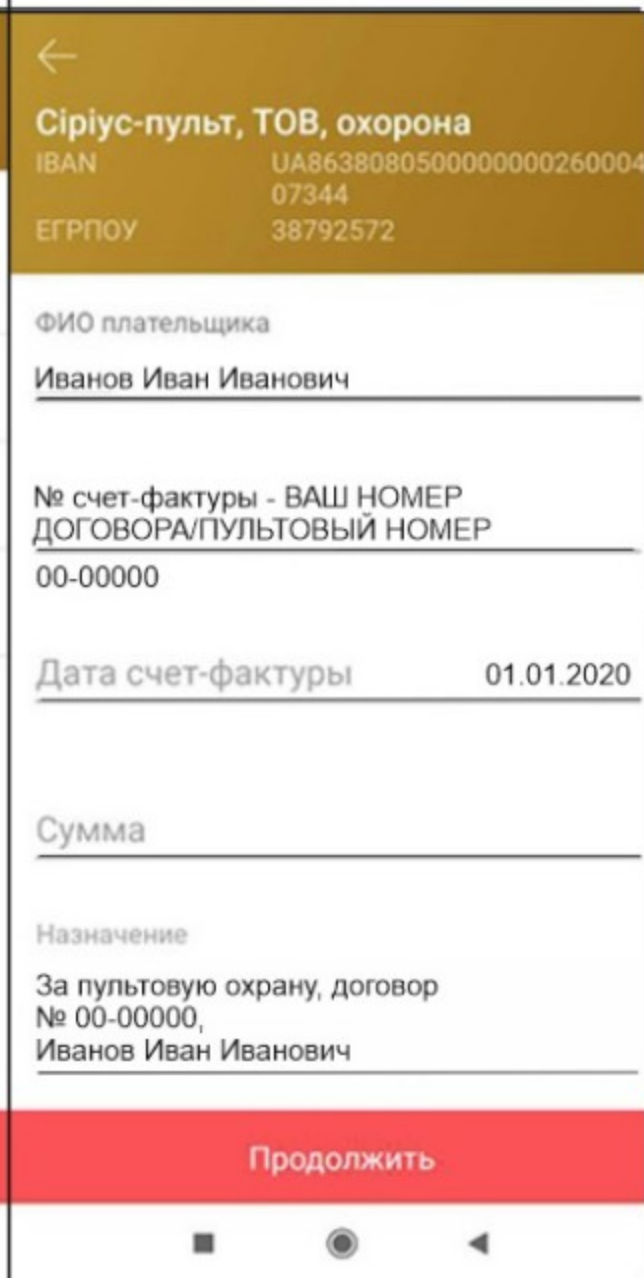 Сіріус-пульт, ТОВ, охорона
IBAN UA86380805000000000260004
07344
ЕГРПОУ 38792572
ФИО плательщика
Иванов Иван Иванович
№ счет-фактуры - ВАШ НОМЕР
ДОГОВОРА/ПУЛЬТОВЫЙ НОМЕР
00-00000
Дата счет-фактуры 01.01.2020
Сумма
Назначение
За пультовую охрану, договор
№ 00-00000,
Иванов Иван Иванович
Продолжить